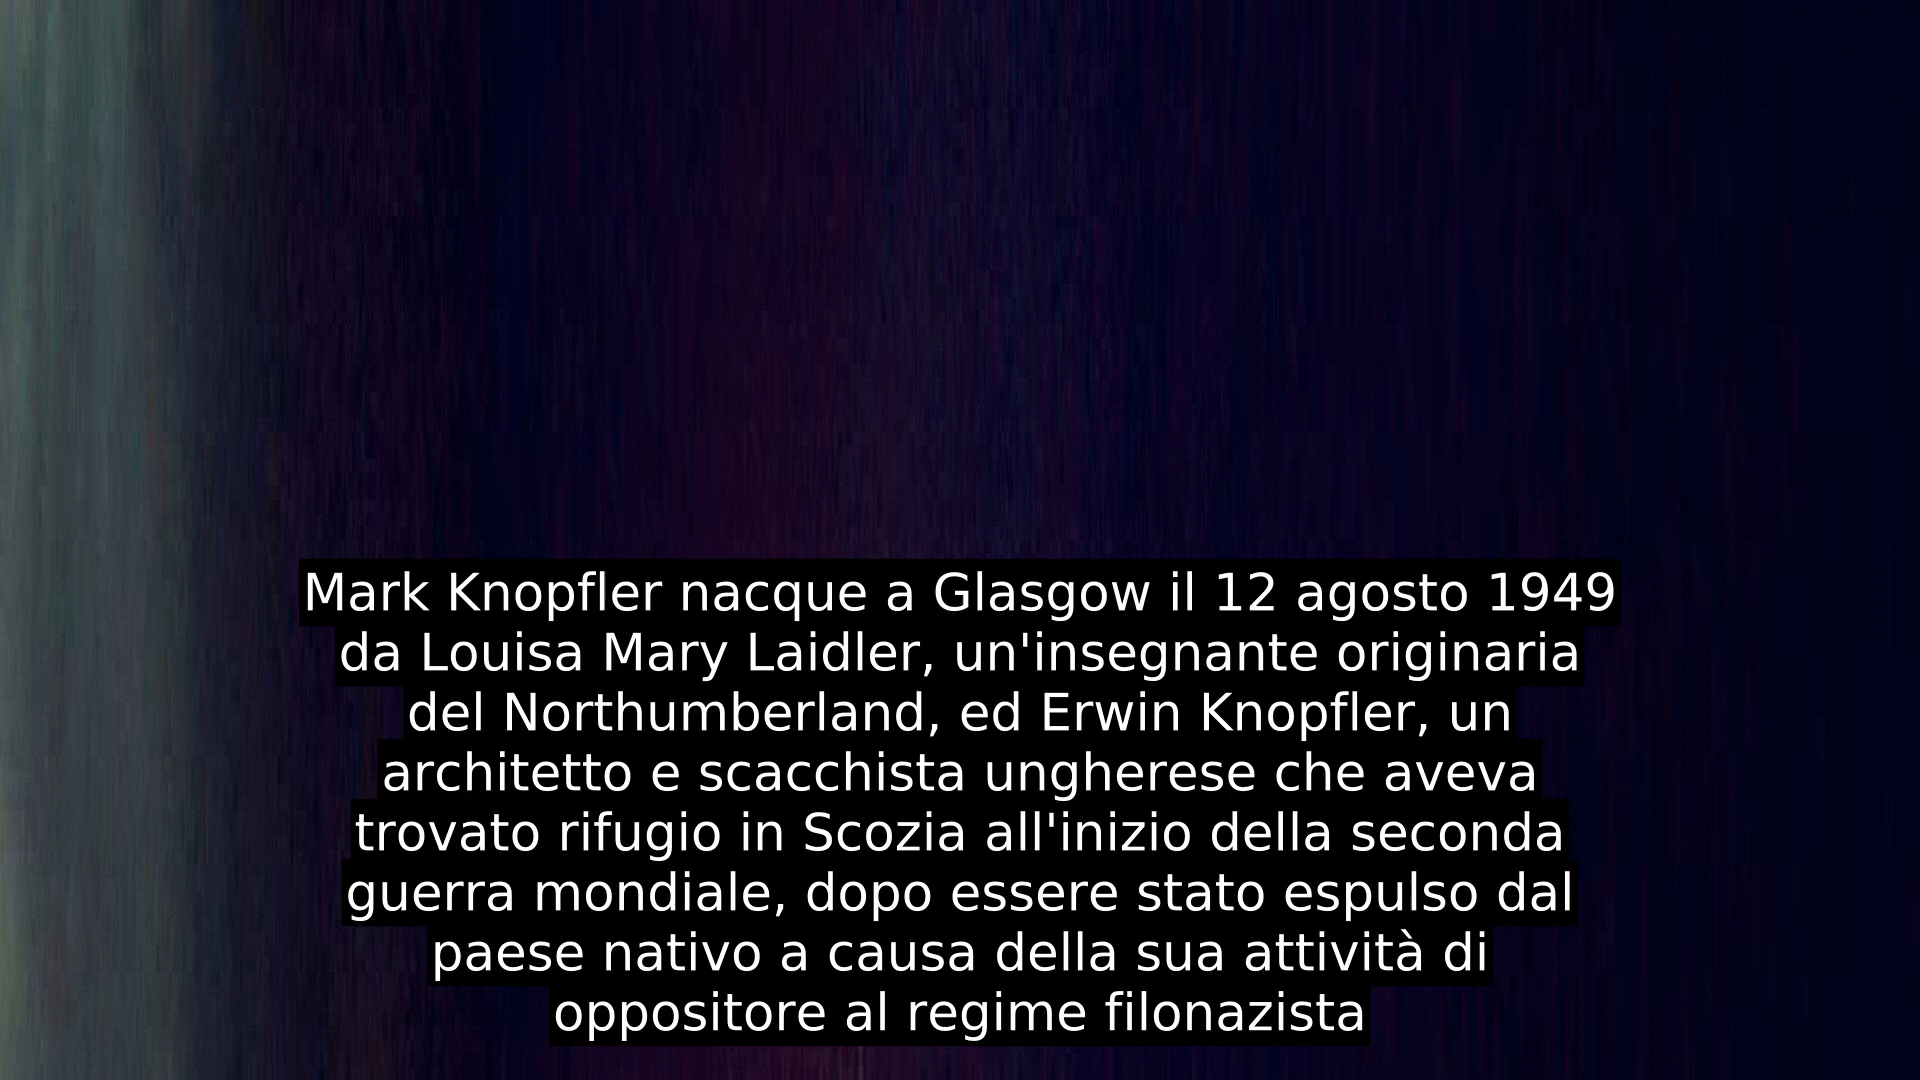 Mark Knopfler nacque a Glasgow il 12 agosto 1949
da Louisa Mary Laidler, un'insegnante originaria
del Northumberland, ed Erwin Knopfler, un
architetto e scacchista ungherese che aveva
trovato rifugio in Scozia all'inizio della seconda
guerra mondiale, dopo essere stato espulso dal
paese nativo a causa della sua attività di
oppositore al regime filonazista